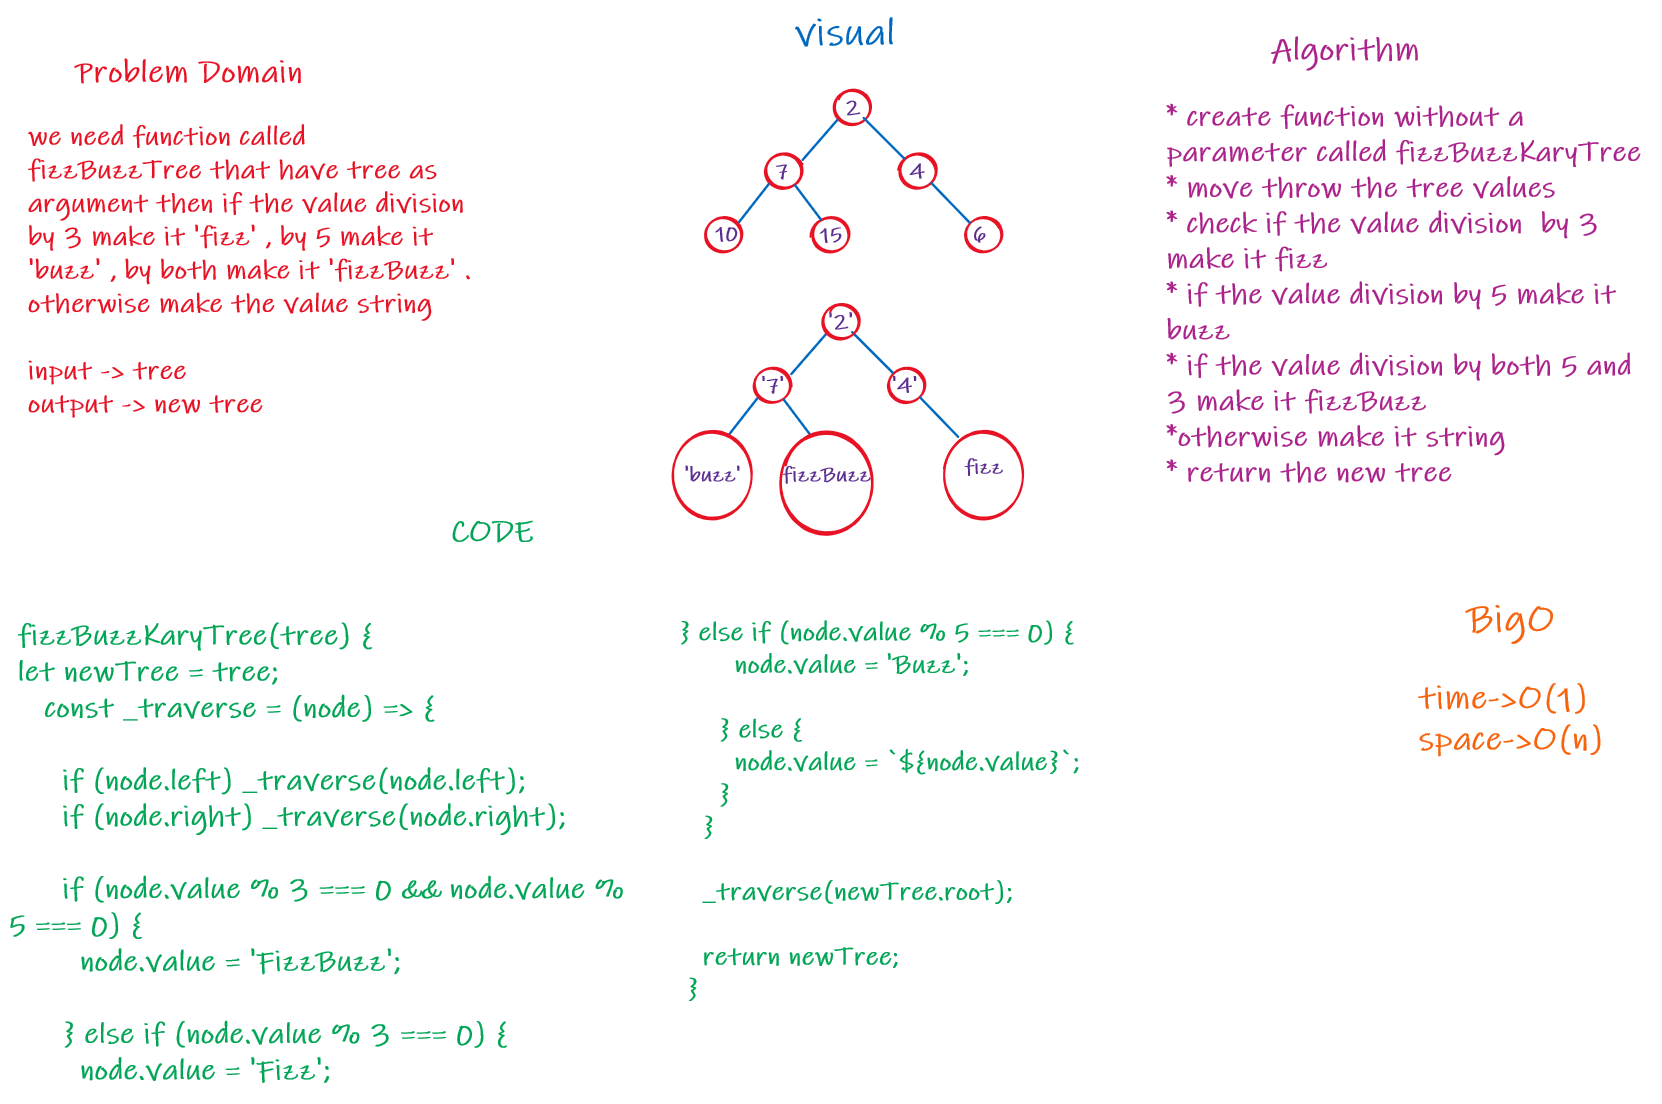 Problem Domain
we need function called
fizzBuzzTree that have tree as
argument then if the value division
by 3 make it 'fizz' , by 5 make it
'buzz' , by both make it 'fizzBuzz' .
otherwise make the value string
input -> tree
output -> new tree
Visual
2
7
4
10
15
6
'2'
'7'
'4'
'buzz'
fizzBuzz
fizz
Algorithm
* create function without a
parameter called fizzBuzzKaryTree
* move throw the tree values
* check if the value division by 3
make it fizz
* if the value division by 5 make it
buzz
* if the value division by both 5 and
3 make it fizzBuzz
*otherwise make it string
* return the new tree
CODE
fizzBuzzKaryTree(tree) {
let newTree = tree;
const _traverse = (node) => {
if (node.left) _traverse(node.left);
if (node.right) _traverse(node.right);
if (node.value % 3 === 0 && node.value %
5 === 0) {
node.value = 'FizzBuzz';
} else if (node.value % 3 === 0) {
node.value = 'Fizz';
} else if (node.value % 5 === 0) {
node.value = 'Buzz';
} else {
node.value = `${node.value}`;
}
}
_traverse(newTree.root);
return newTree;
}
BigO
time->O(1)
space->O(n)